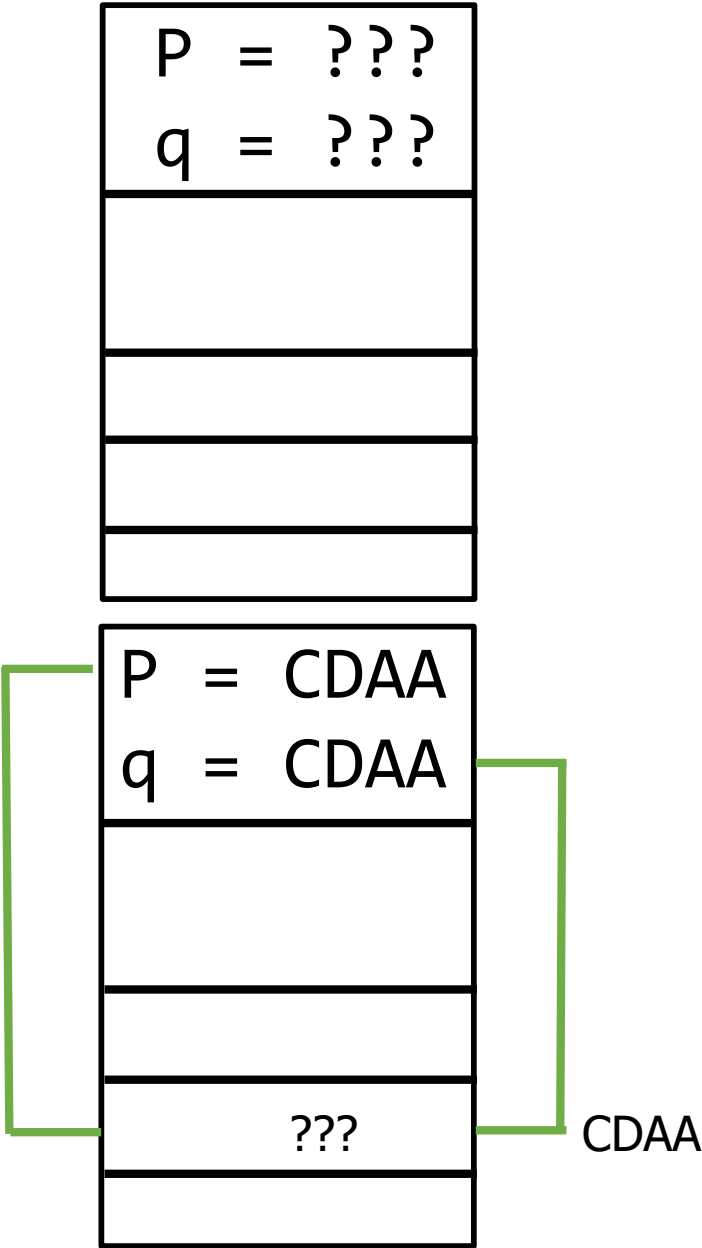 P = ???
q = ???
P = CDAA
q = CDAA
??? CDAA